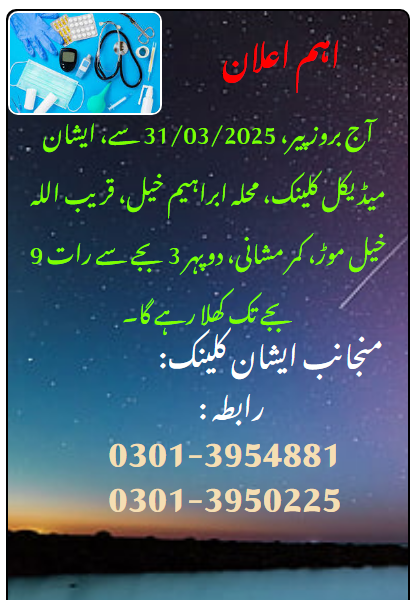 اہم اعلان
آج بروز پیر، 31/03/2025 سے، ایشان
میڈیکل کلینک، محلہ ابراہیم خیل، قریب اللہ
خیل موڑ، کمر مشانی، دوپہر 3 بجے سے رات 9
بجے تک کھلا رہے گا۔
منجانب ایشان کلینک:
رابطہ :
0301-3954881
0301-3950225